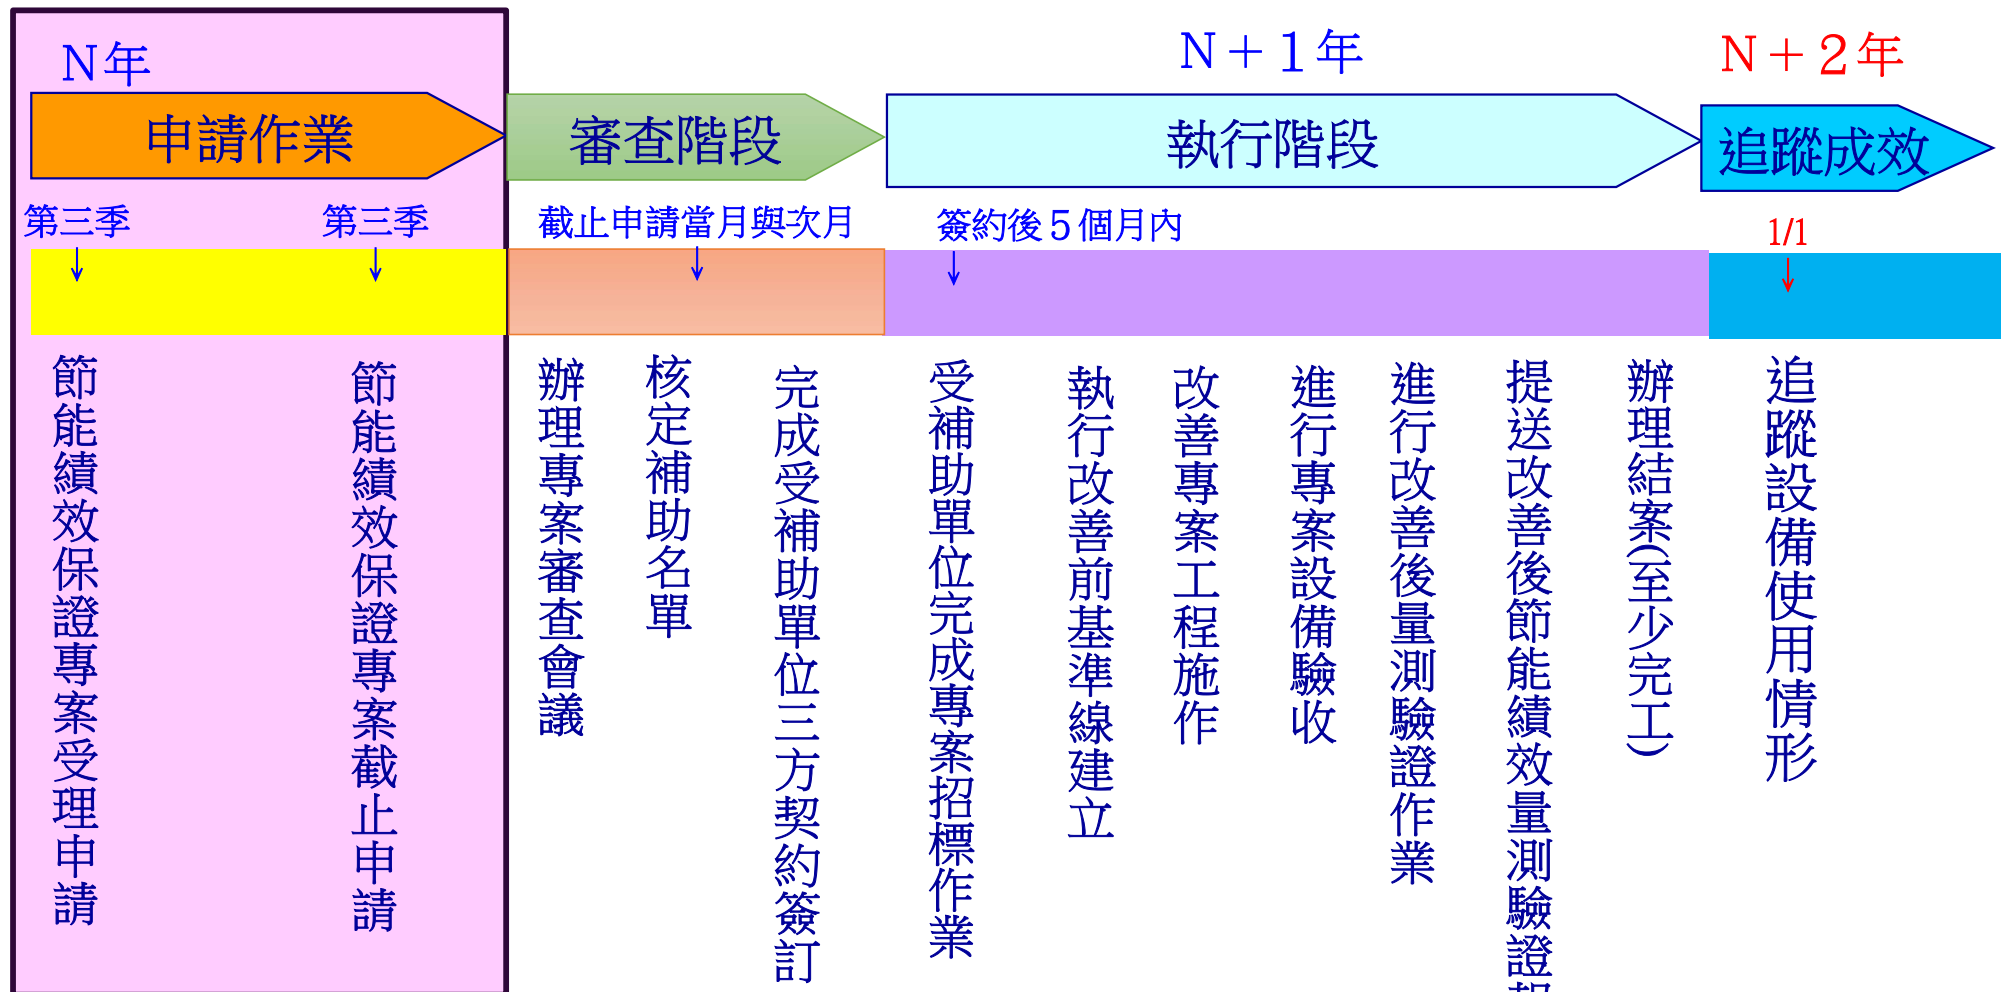 N年
N＋1年
N＋2年
申請作業
審查階段
執行階段
追蹤成效
第三季
第三季
截止申請當月與次月
簽約後5個月內
1/1
節能績效保證專案受理申請
節能績效保證專案截止申請
辦理專案審查會議
核定補助名單
完成受補助單位三方契約簽訂
受補助單位完成專案招標作業
執行改善前基準線建立
改善專案工程施作
進行專案設備驗收
進行改善後量測驗證作業
提送改善後節能績效量測驗證
辦理結案(至少完工)
追蹤設備使用情形